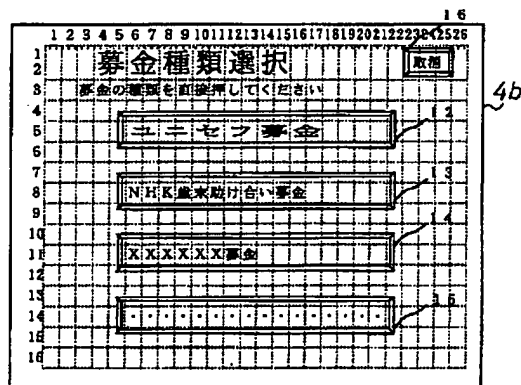 16
1 2 3 4 5 6 7 8 9 10 11 12 13 14 15 16 17 18 19 20 21 22 23 24 25 26
1 募金種類選択 取消
2
3 募金の種類を直接押してください
4b
4 12
5 ユニセフ募金
6
7 13
8 NHK歳末助け合い募金
9 14
10
11 XXXXXX募金
12
13 15
14 ・・・・・・・・・・・・・・・・
15
16